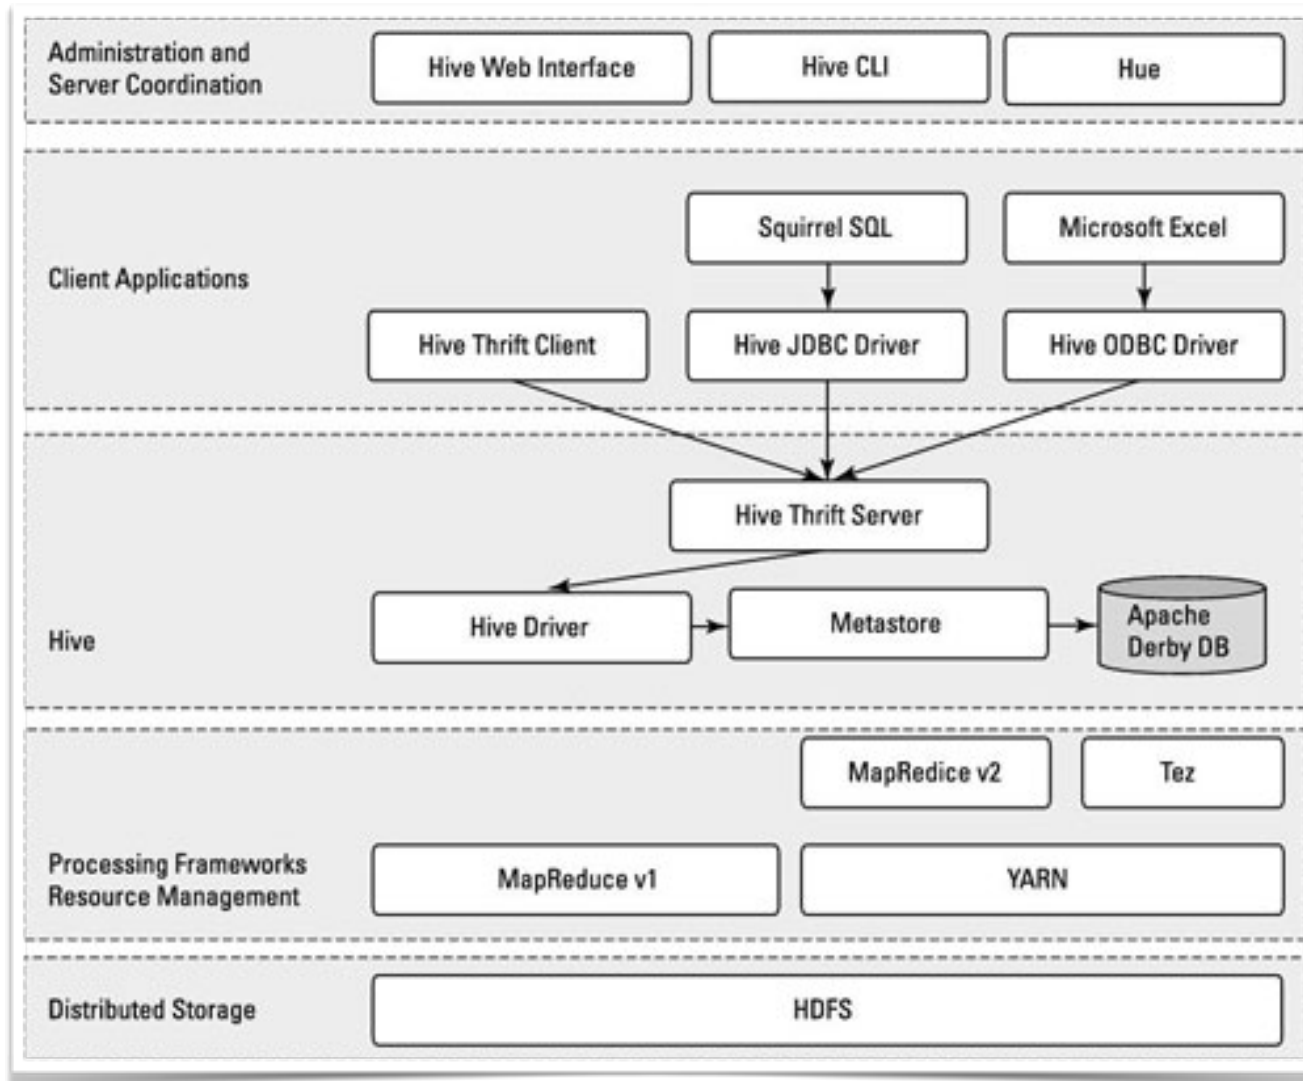 Administration and
Server Coordination
Hive Web Interface
Hive CLI
Hue
Client Applications
Squirrel SQL
Microsoft Excel
Hive Thrift Client
Hive JDBC Driver
Hive ODBC Driver
Hive
Hive Thrift Server
Hive Driver
Metastore
Apache
Derby DB
Processing Frameworks
Resource Management
MapRedice v2
Tez
MapReduce v1
YARN
Distributed Storage
HDFS